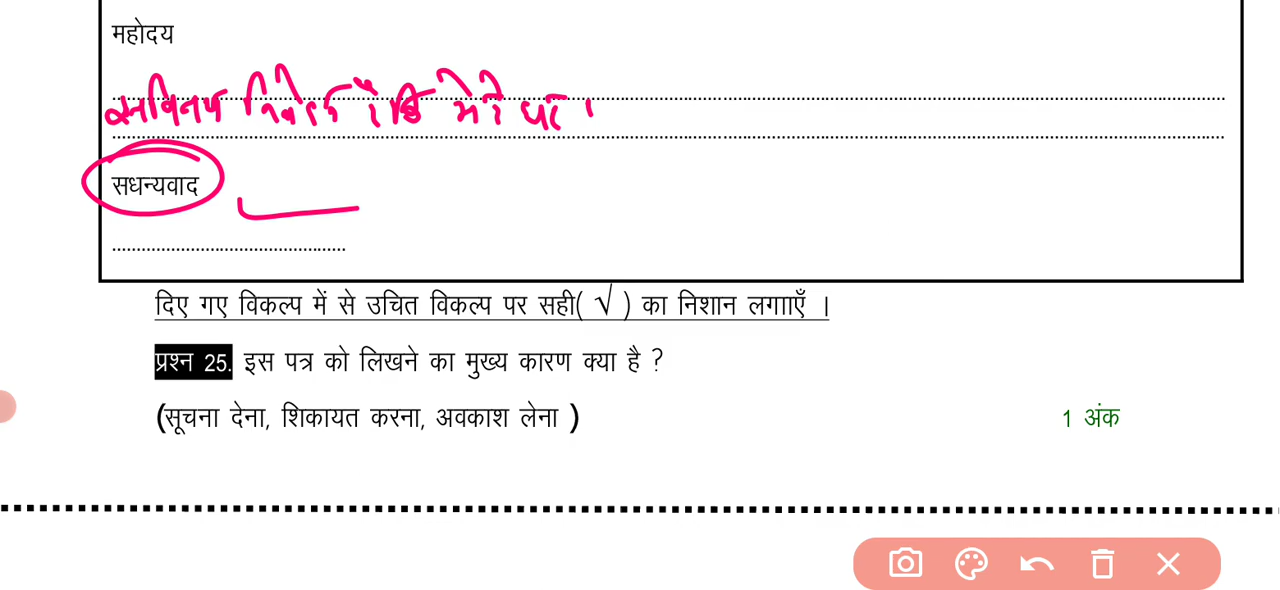 महोदय
सविनय निवेदन है कि मेरे घर ।
सधन्यवाद
दिए गए विकल्प में से उचित विकल्प पर सही( √ ) का निशान लगााएँ ।
प्रश्न 25. इस पत्र को लिखने का मुख्य कारण क्या है ?
(सूचना देना, शिकायत करना, अवकाश लेना ) 1 अंक